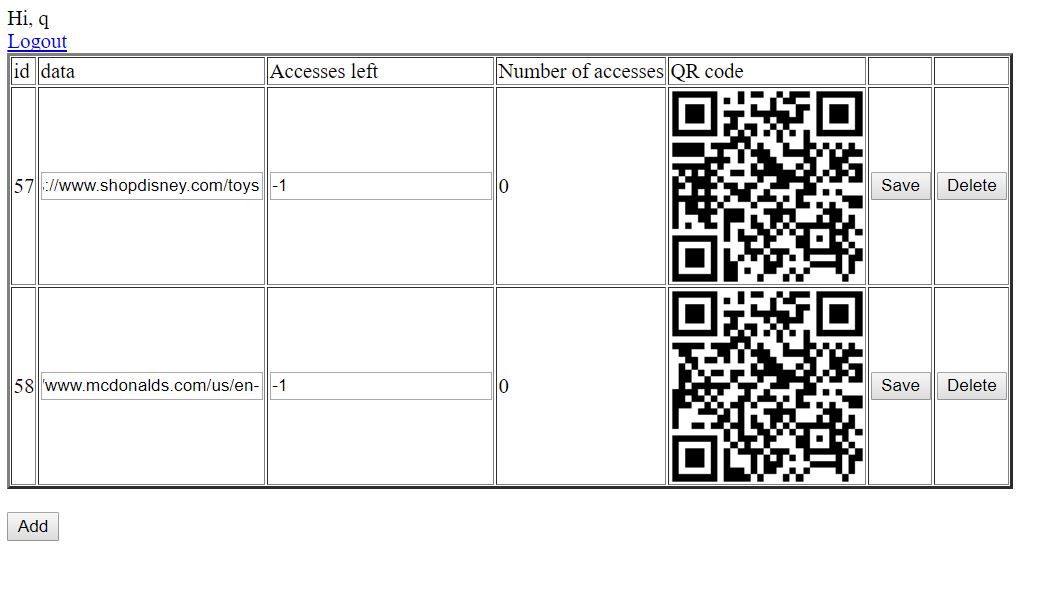 Hi, q
Logout
id data Accesses left Number of accesses QR code
57 ://www.shopdisney.com/toys -1 0 Save Delete
58 www.mcdonalds.com/us/en- -1 0 Save Delete
Add